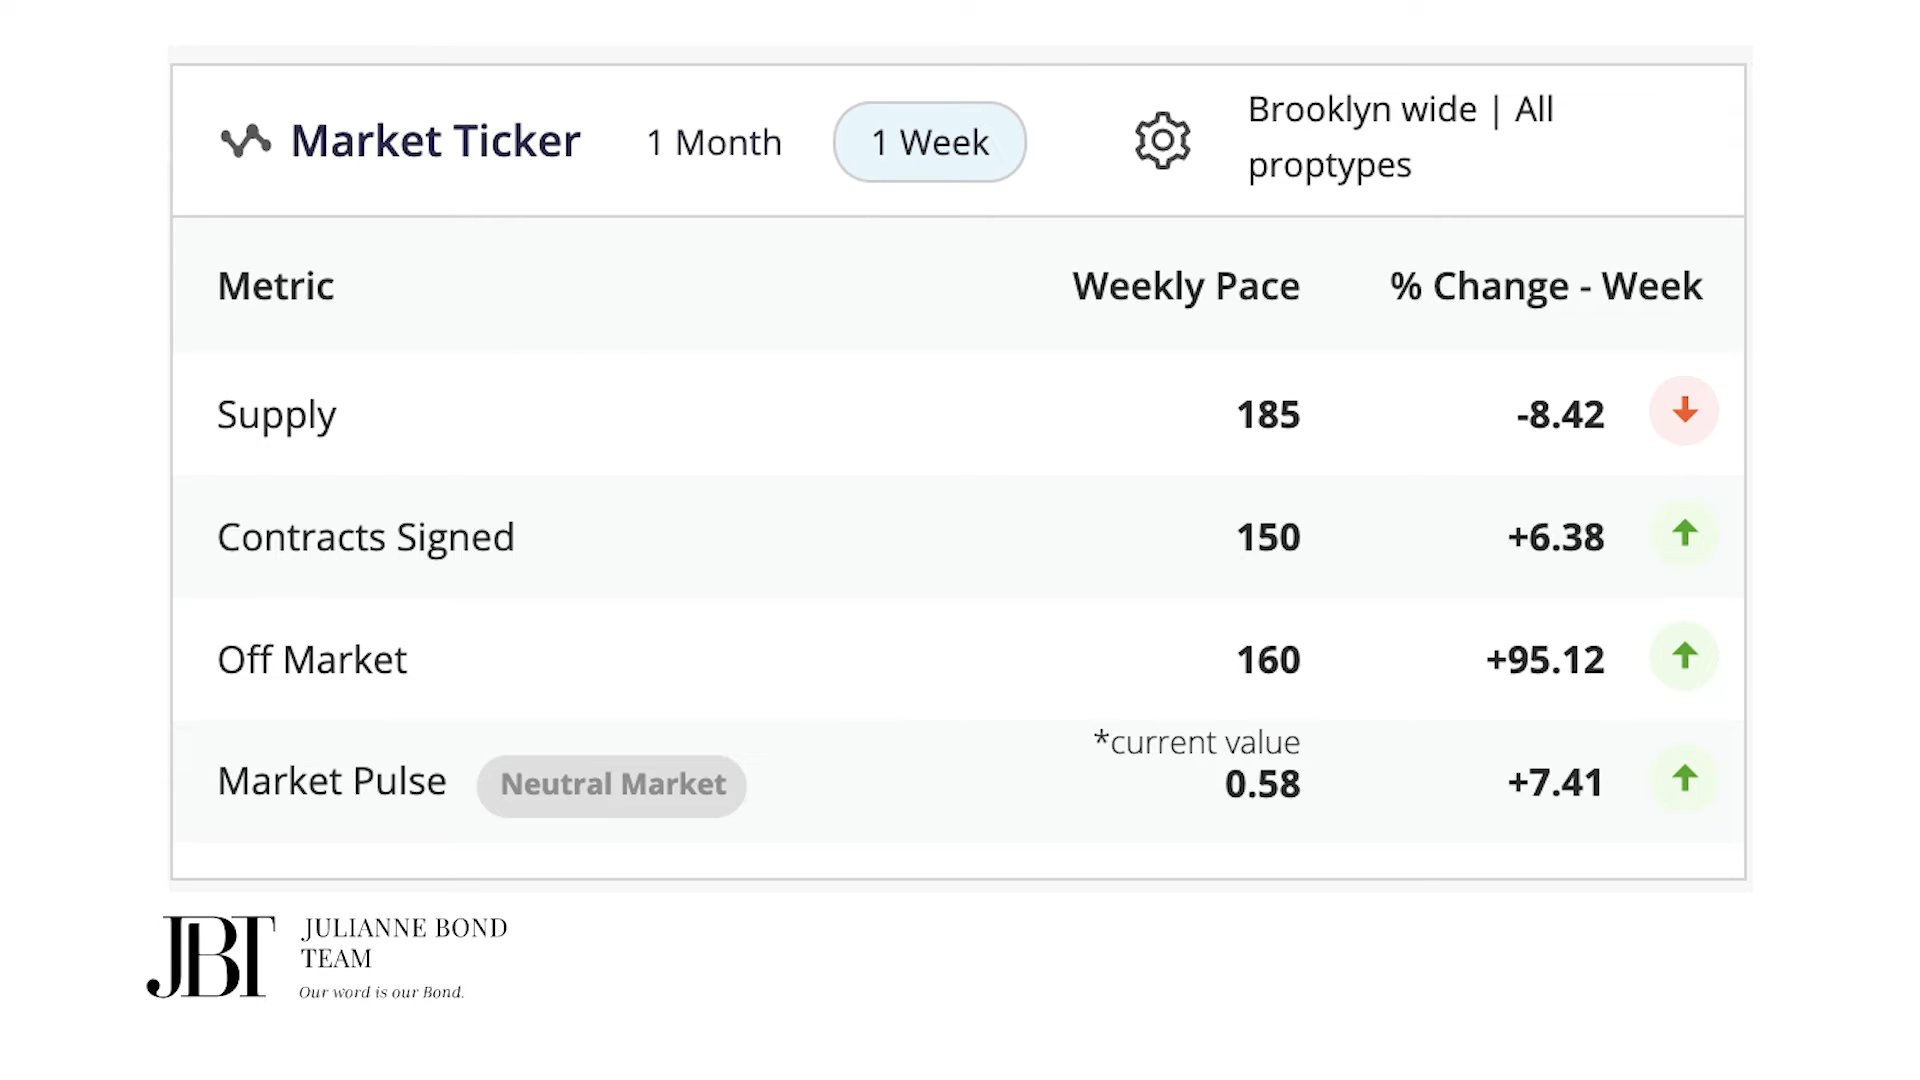 Market Ticker 1 Month 1 Week Brooklyn wide | All
proptypes
Metric Weekly Pace % Change - Week
Supply 185 -8.42
Contracts Signed 150 +6.38
Off Market 160 +95.12
*current value
Market Pulse Neutral Market 0.58 +7.41
JBT JULIANNE BOND
TEAM
Our word is our Bond.